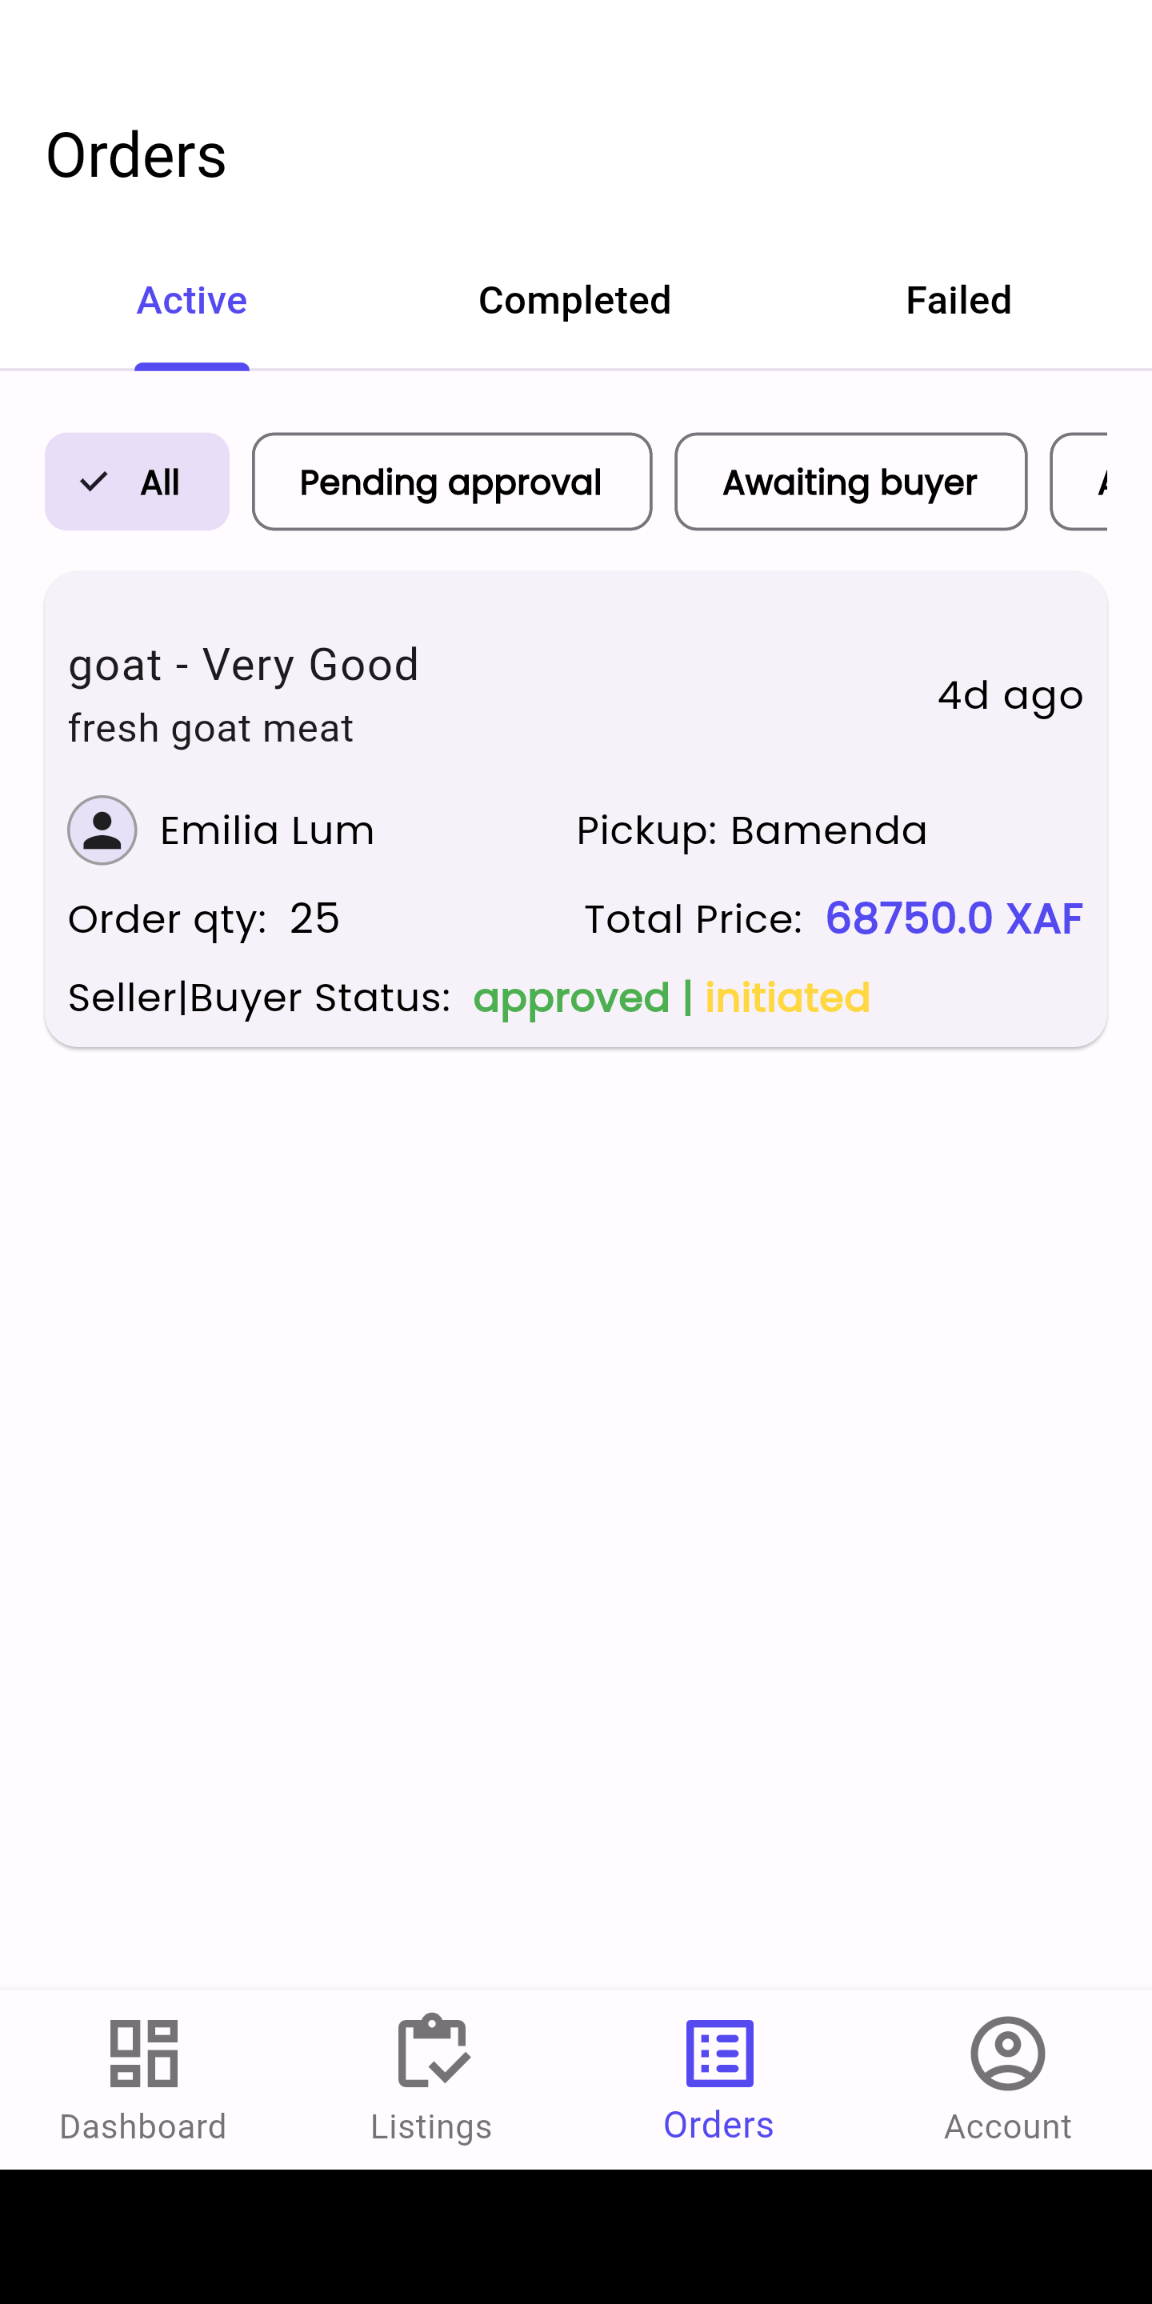 Orders
Active Completed Failed
All Pending approval Awaiting buyer
goat - Very Good
4d ago
fresh goat meat
Emilia Lum Pickup: Bamenda
Order qty: 25 Total Price: 68750.0 XAF
Seller|Buyer Status: approved | initiated
Dashboard Listings Orders Account